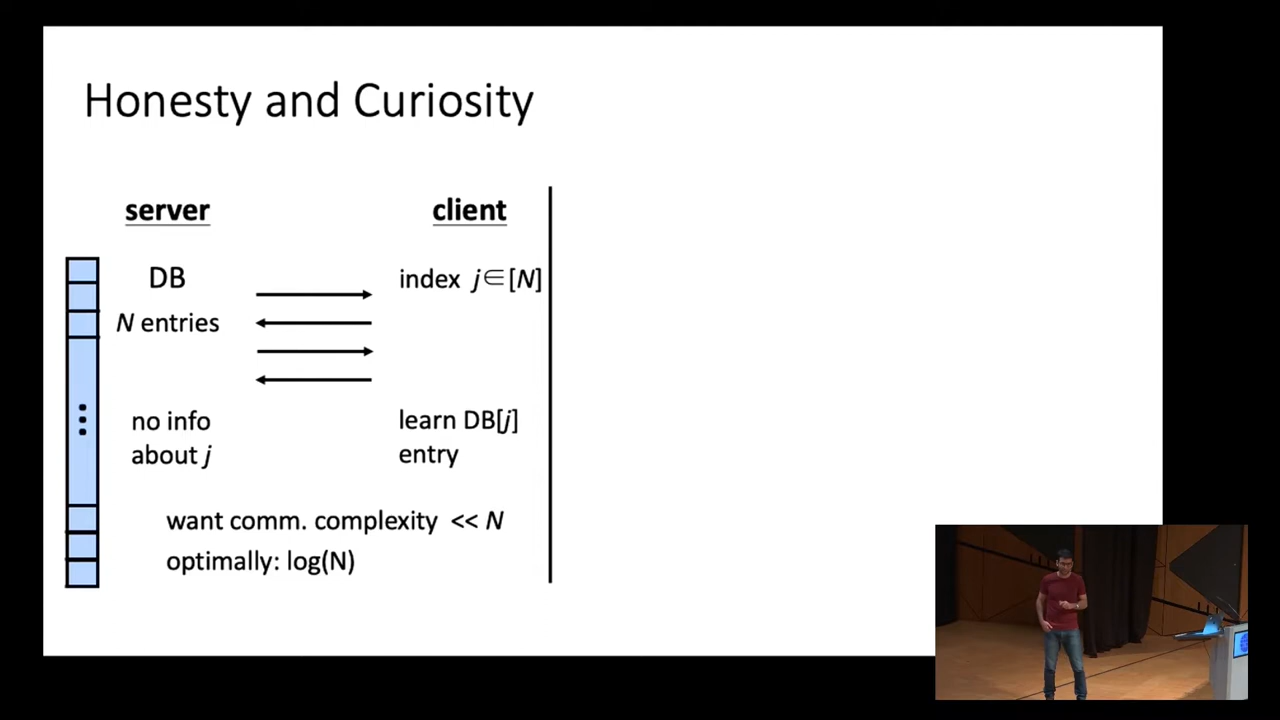 Honesty and Curiosity
server
client
DB
index j∈[N]
N entries
no info
about j
learn DB[j]
entry
want comm. complexity << N
optimally: log(N)